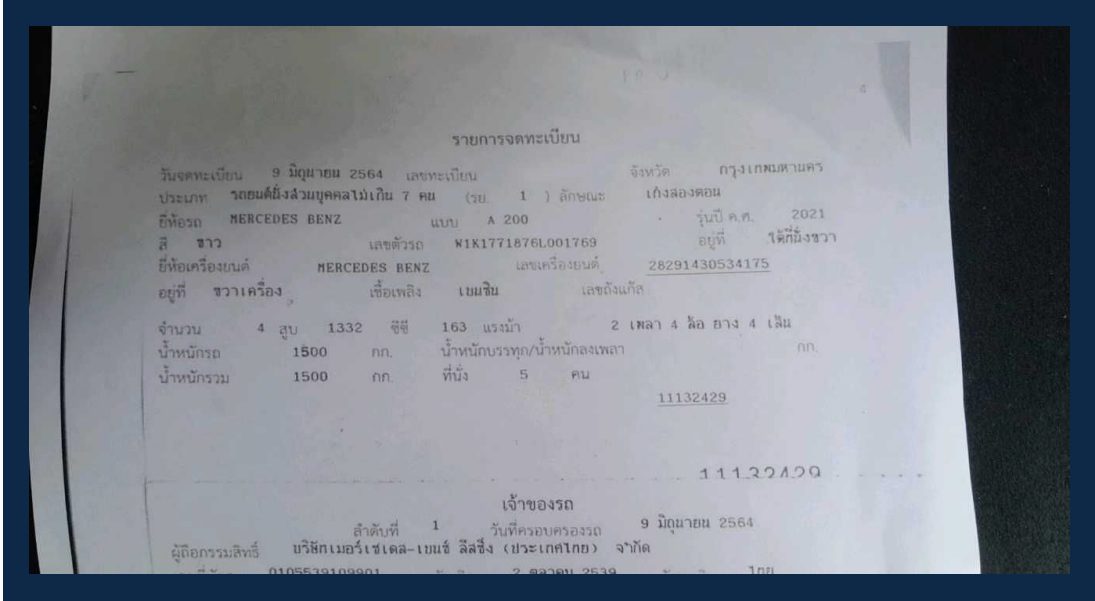 4
รายการจดทะเบียน
วันจดทะเบียน 9 มิถุนายน 2564 เลขทะเบียน จังหวัด กรุงเทพมหานคร
ประเภท รถยนต์นั่งส่วนบุคคลไม่เกิน 7 คน (รย. 1 ) ลักษณะ เก๋งสองตอน
ยี่ห้อรถ MERCEDES BENZ แบบ A 200 รุ่นปี ค.ศ. 2021
สี ขาว เลขตัวรถ W1K1771876L001769 อยู่ที่ ใต้ที่นั่งขวา
ยี่ห้อเครื่องยนต์ MERCEDES BENZ เลขเครื่องยนต์ 28291430534175
อยู่ที่ ขวาเครื่อง เชื้อเพลิง เบนซิน เลขถังแก๊ส
จำนวน 4 สูบ 1332 ซีซี 163 แรงม้า 2 เพลา 4 ล้อ ยาง 4 เส้น
น้ำหนักรถ 1500 กก. น้ำหนักบรรทุก/น้ำหนักลงเพลา กก.
น้ำหนักรวม 1500 กก. ที่นั่ง 5 คน
11132429
11132429
เจ้าของรถ
ลำดับที่ 1 วันที่ครอบครองรถ 9 มิถุนายน 2564
ผู้ถือกรรมสิทธิ์ บริษัทเมอร์เซเดส-เบนซ์ ลีสซิ่ง (ประเทศไทย) จำกัด
0105539109901 2 ตุลาคม 2539 ไทย